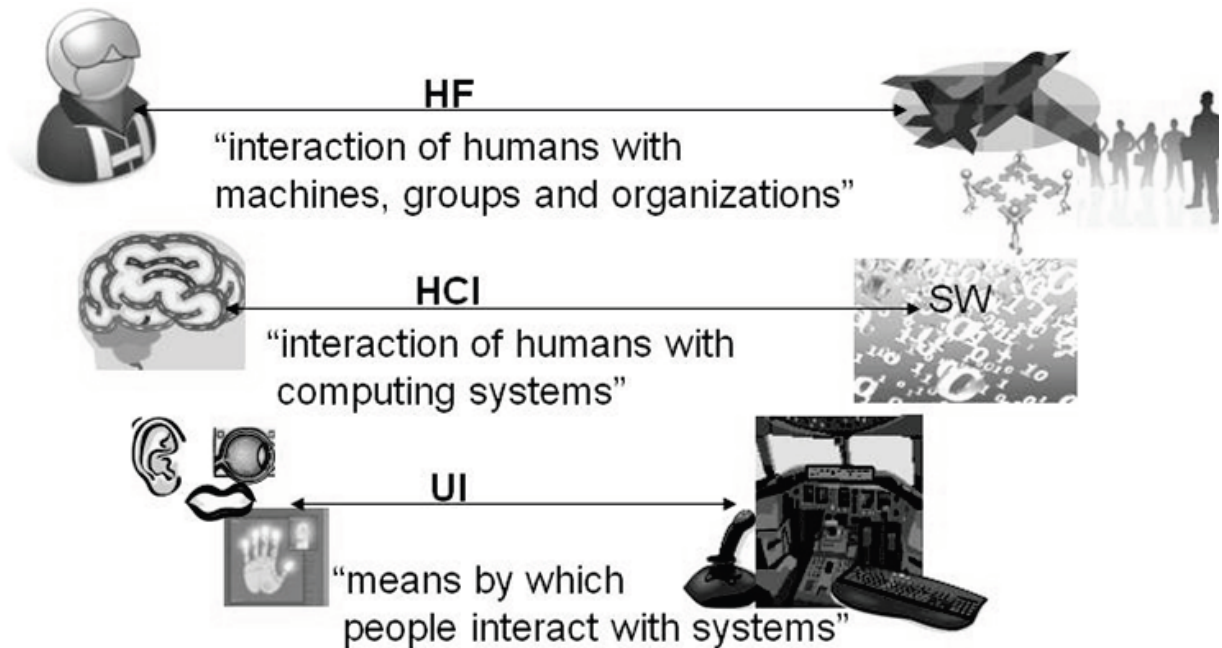 HF
“interaction of humans with
machines, groups and organizations”
HCI
SW
“interaction of humans with
computing systems”
UI
“means by which
people interact with systems”